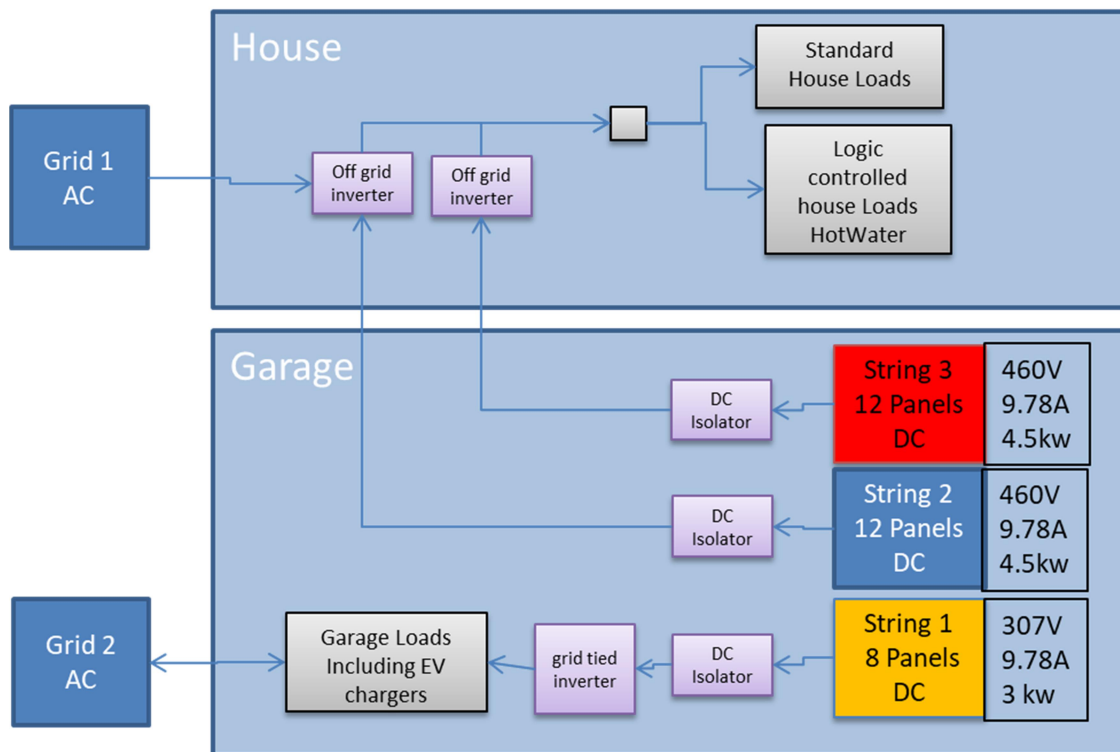 House
Grid 1
AC
Off grid
inverter
Off grid
inverter
Standard
House Loads
Logic
controlled
house Loads
HotWater
Garage
DC
Isolator
String 3
12 Panels
DC
460V
9.78A
4.5kw
DC
Isolator
String 2
12 Panels
DC
460V
9.78A
4.5kw
Grid 2
AC
Garage Loads
Including EV
chargers
grid tied
inverter
DC
Isolator
String 1
8 Panels
DC
307V
9.78A
3 kw